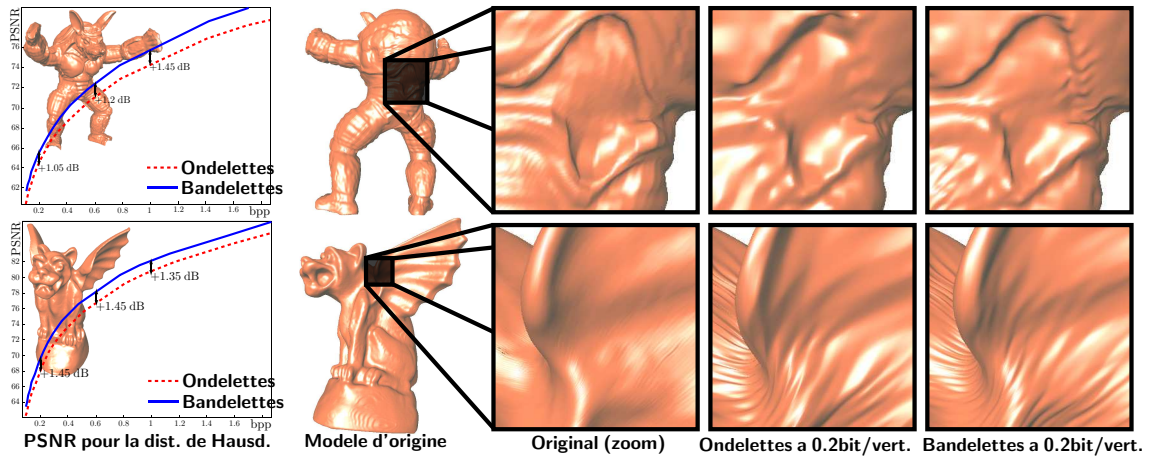 PSNR
76
74
72
70
68
66
64
62
+1.45 dB
+1.2 dB
+1.05 dB
Ondelettes
Bandelettes
0.2 0.4 0.6 0.8 1 1.2 1.4 1.6
bpp
PSNR
82
80
78
76
74
72
70
68
66
64
+1.35 dB
+1.45 dB
+1.45 dB
Ondelettes
Bandelettes
0.2 0.4 0.6 0.8 1 1.2 1.4 1.6
bpp
PSNR pour la dist. de Hausd.
Modele d'origine
Original (zoom)
Ondelettes a 0.2bit/vert.
Bandelettes a 0.2bit/vert.